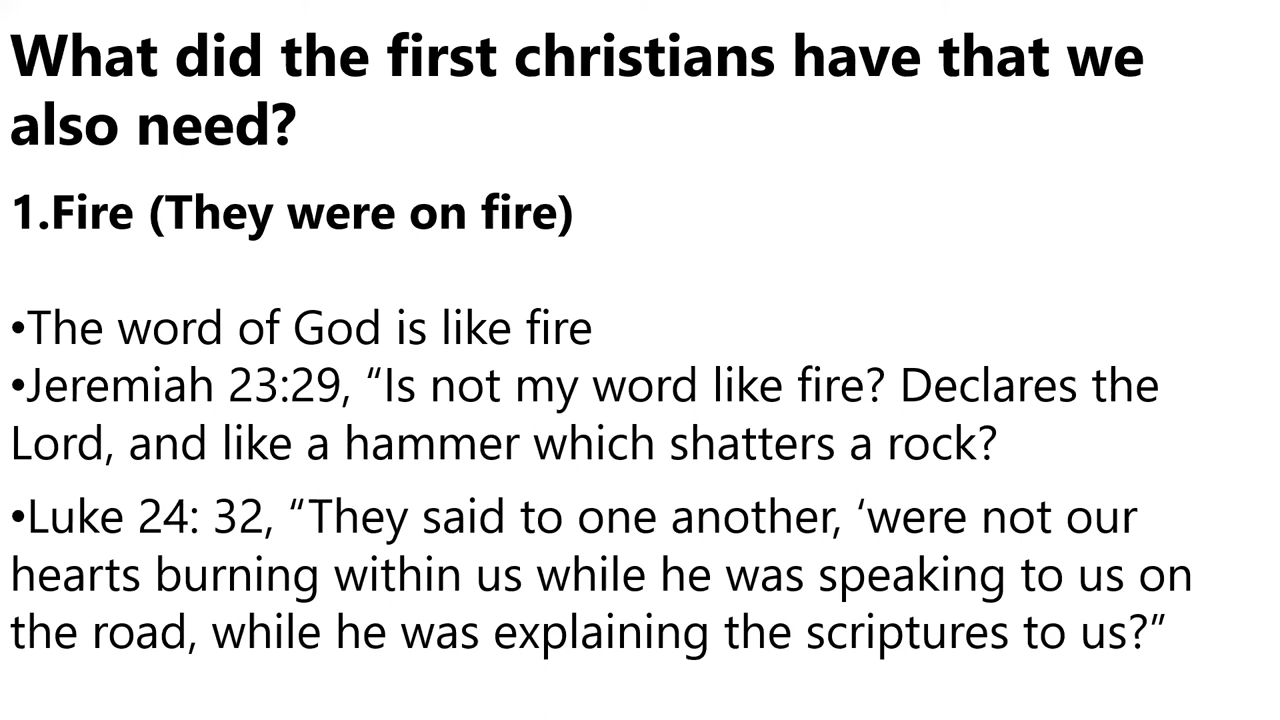 What did the first christians have that we
also need?
1.Fire (They were on fire)
•The word of God is like fire
•Jeremiah 23:29, “Is not my word like fire? Declares the
Lord, and like a hammer which shatters a rock?
•Luke 24: 32, “They said to one another, ‘were not our
hearts burning within us while he was speaking to us on
the road, while he was explaining the scriptures to us?”